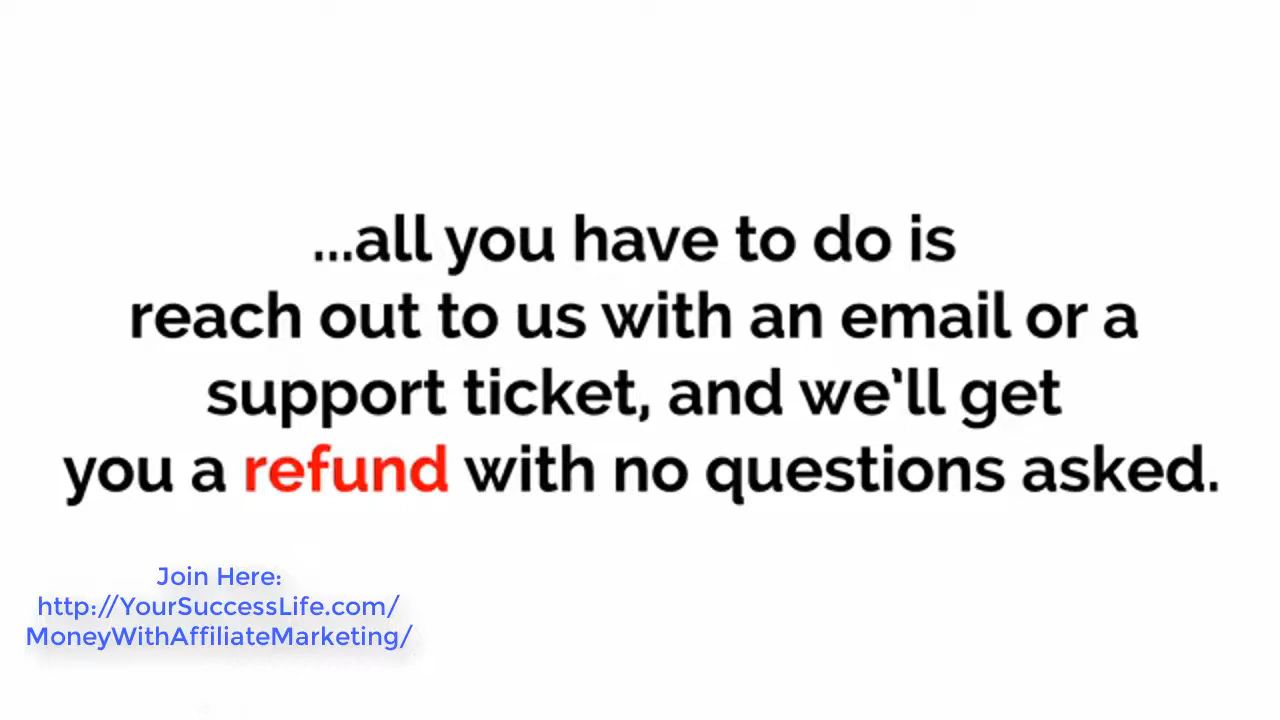 ...all you have to do is
reach out to us with an email or a
support ticket, and we'll get
you a refund with no questions asked.
Join Here:
http://YourSuccessLife.com/
MoneyWithAffiliateMarketing/